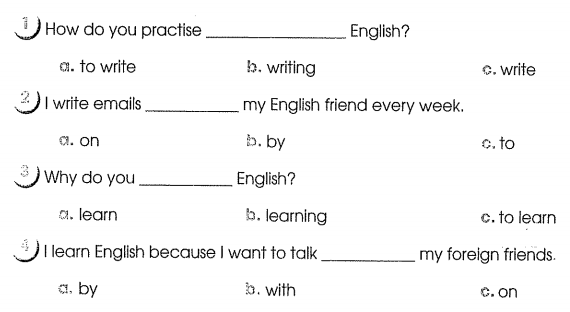 1 How do you practise ______________ English?
a. to write b. writing c. write
2 I write emails __________ my English friend every week.
a. on b. by c. to
3 Why do you __________ English?
a. learn b. learning c. to learn
4 I learn English because I want to talk __________ my foreign friends.
a. by b. with c. on